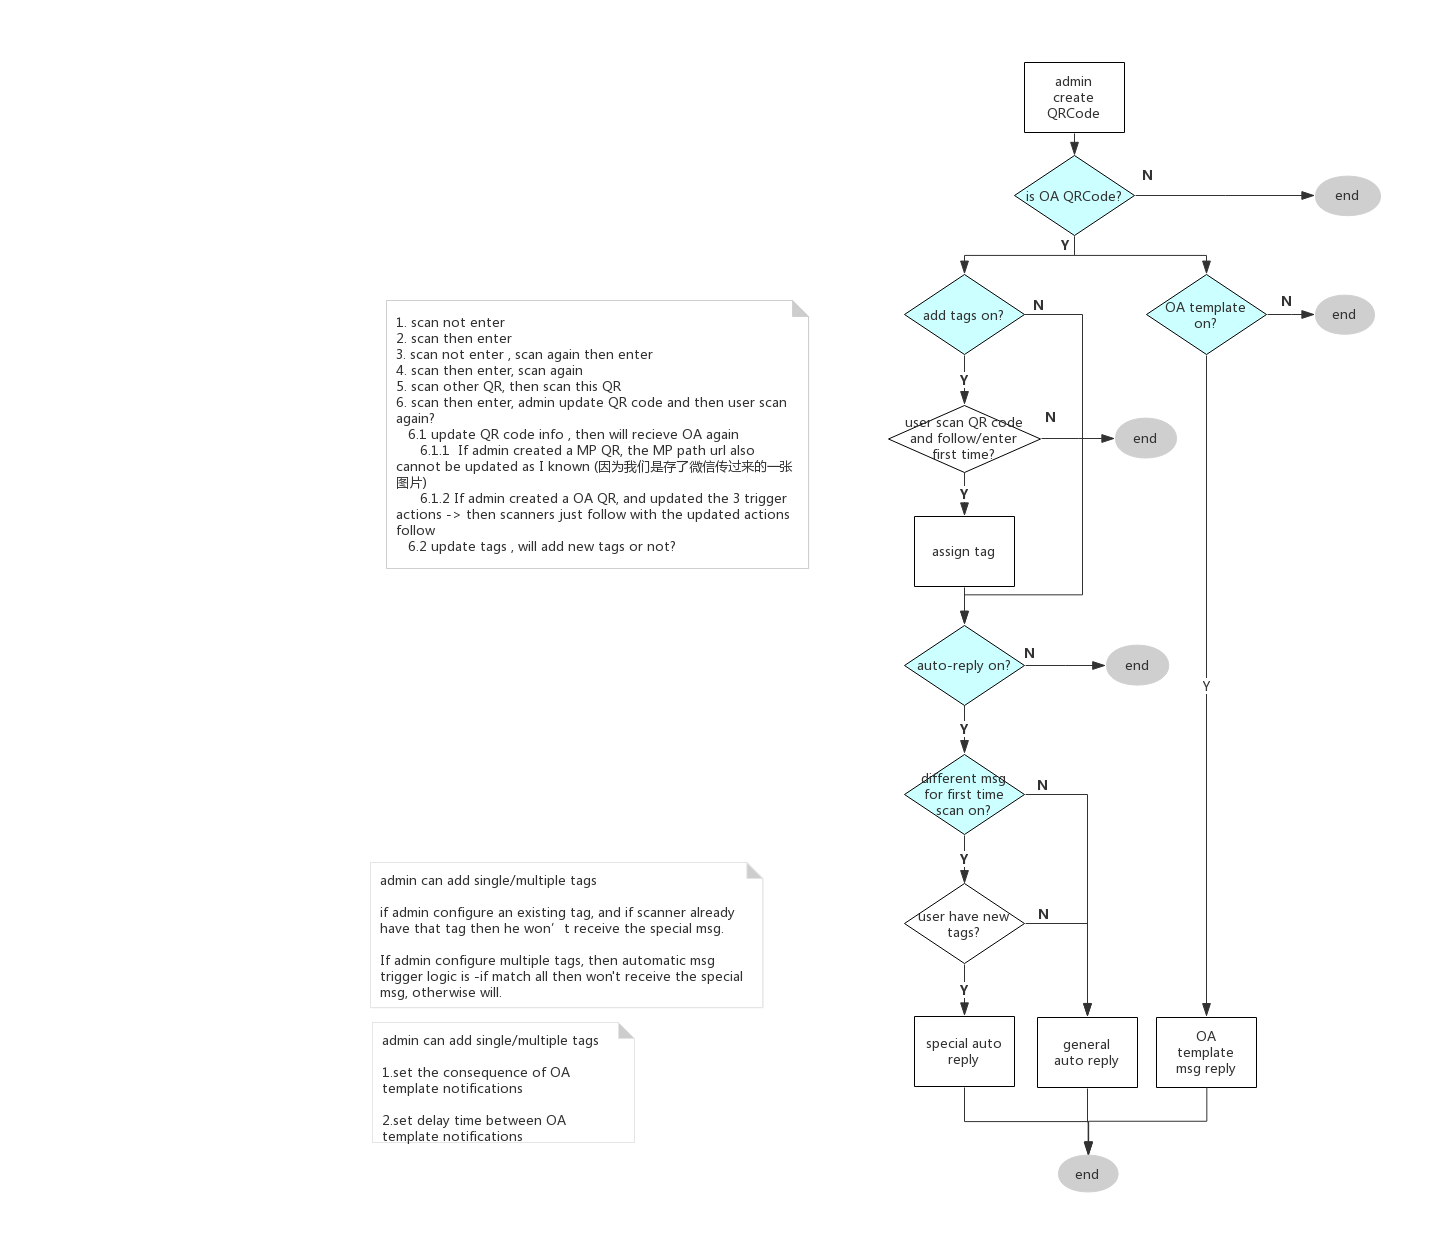 admin
create
QRCode
is OA QRCode?
N
end
Y
add tags on?
N
OA template
on?
N
end
1. scan not enter
2. scan then enter
3. scan not enter , scan again then enter
4. scan then enter, scan again
5. scan other QR, then scan this QR
6. scan then enter, admin update QR code and then user scan
again?
6.1 update QR code info , then will recieve OA again
6.1.1  If admin created a MP QR, the MP path url also
cannot be updated as I known (因为我们是存了微信传过来的一张
图片)
6.1.2 If admin created a OA QR, and updated the 3 trigger
actions -> then scanners just follow with the updated actions
follow
6.2 update tags , will add new tags or not?
Y
user scan QR code
and follow/enter
first time?
N
end
Y
assign tag
auto-reply on?
N
end
Y
Y
different msg
for first time
scan on?
N
Y
user have new
tags?
N
Y
admin can add single/multiple tags
if admin configure an existing tag, and if scanner already
have that tag then he won’t receive the special msg.
If admin configure multiple tags, then automatic msg
trigger logic is -if match all then won't receive the special
msg, otherwise will.
special auto
reply
general
auto reply
OA
template
msg reply
admin can add single/multiple tags
1.set the consequence of OA
template notifications
2.set delay time between OA
template notifications
end